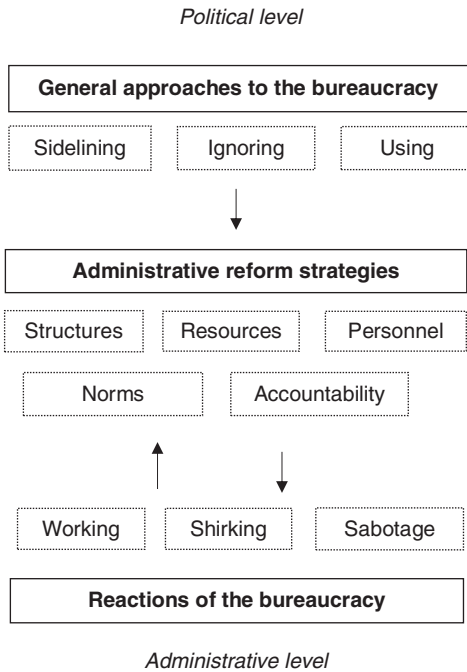 Political level
General approaches to the bureaucracy
Sidelining Ignoring Using
Administrative reform strategies
Structures Resources Personnel
Norms Accountability
Working Shirking Sabotage
Reactions of the bureaucracy
Administrative level